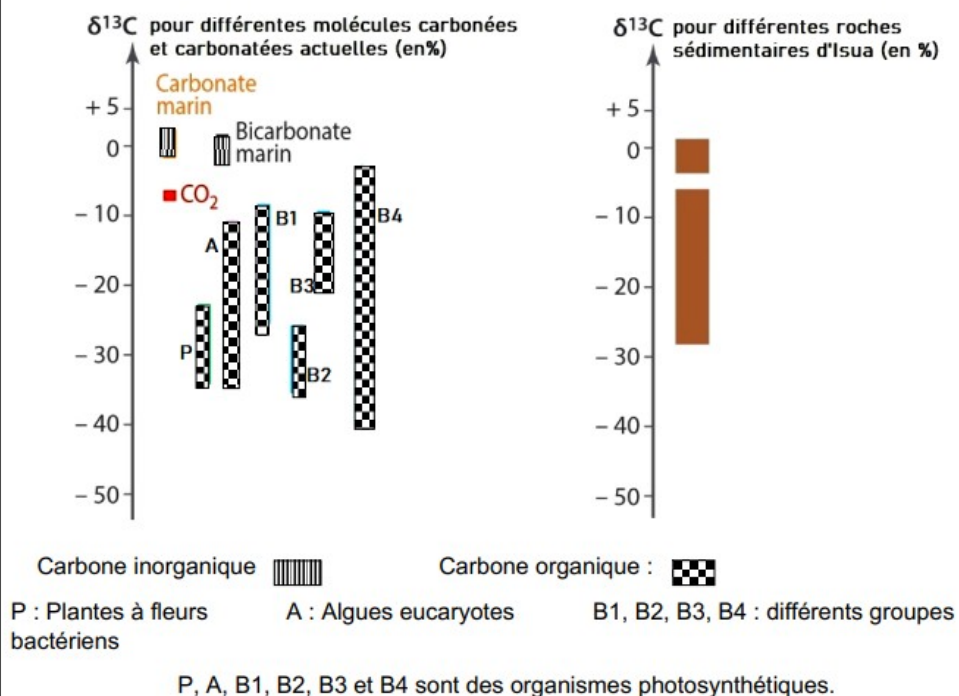 δ¹³C pour différentes molécules carbonées
et carbonatées actuelles (en%)
Carbonate
marin
+ 5
Bicarbonate
marin
0
CO₂
– 10
B1
B4
A
– 20
B3
– 30
P
B2
– 40
– 50
δ¹³C pour différentes roches
sédimentaires d'Isua (en %)
+ 5
0
– 10
– 20
– 30
– 40
– 50
Carbone inorganique
Carbone organique :
P : Plantes à fleurs A : Algues eucaryotes B1, B2, B3, B4 : différents groupes
bactériens
P, A, B1, B2, B3 et B4 sont des organismes photosynthétiques.